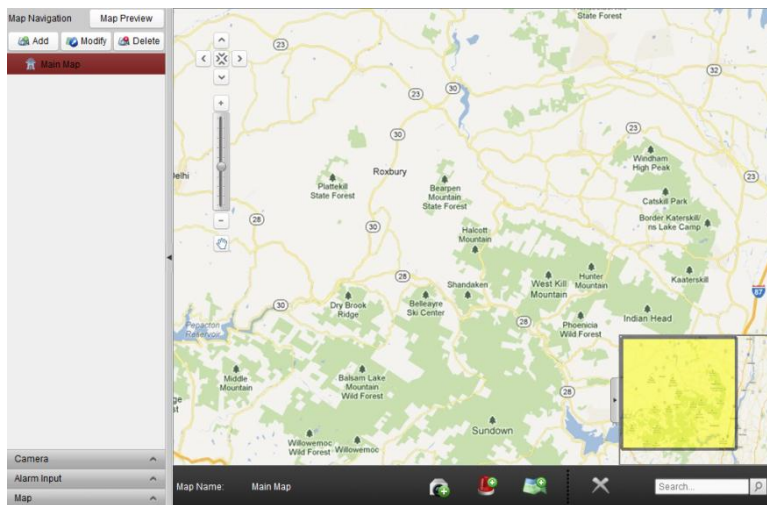 Map Navigation
Map Preview
Add
Modify
Delete
Main Map
Camera
Alarm Input
Map
State Forest
23
30
32
23
23
Windham
High Peak
30
Roxbury
Plattekill
State Forest
Bearpen
Mountain
State Forest
23
Catskill Park
Border Katerskill/
ns Lake Camp
28
30
Halcott
Mountain
28
Shandaken
West Kill
Mountain
Hunter
Mountain
Kaaterskill
87
30
Dry Brook
Ridge
Belleayre
Ski Center
28
Phoenicia
Wild Forest
Indian Head
Pepacton
Reservoir
Middle
Mountain
Balsam Lake
Mountain
Wild Forest
28
Sundown
Willowemoc
Wild Forest
Willowemoc
Map Name:
Main Map
Search...